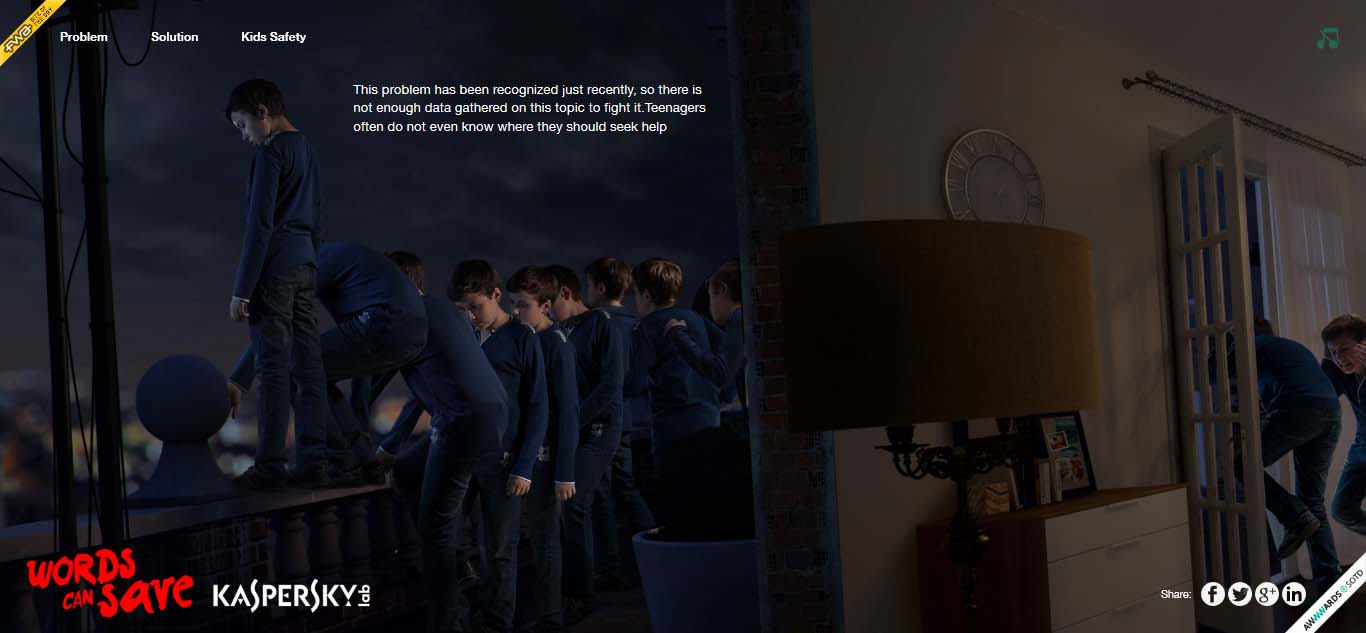 FWA SITE OF THE DAY
Problem
Solution
Kids Safety
This problem has been recognized just recently, so there is
not enough data gathered on this topic to fight it.Teenagers
often do not even know where they should seek help
WORDS
CAN save
KASPERSKY lab
Share:
f
g+
in
AWWWARDS SOTD